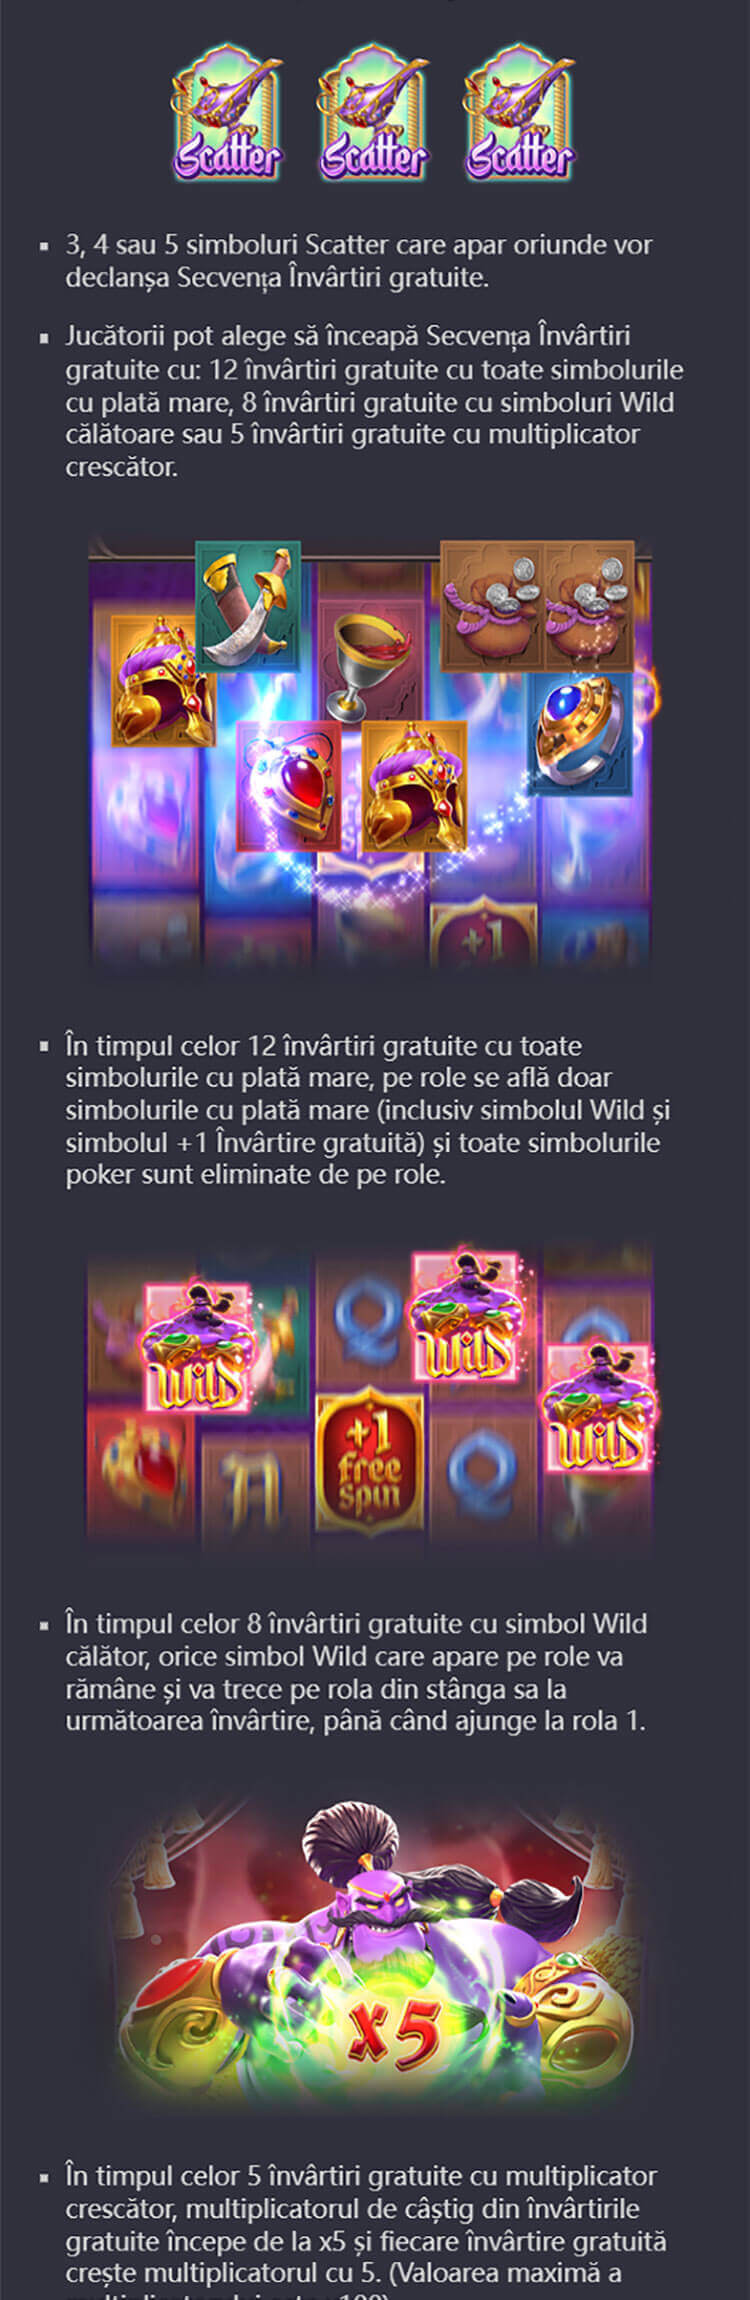 Scatter Scatter Scatter
3, 4 sau 5 simboluri Scatter care apar oriunde vor
declanșa Secvența Învârtiri gratuite.
Jucătorii pot alege să înceapă Secvența Învârtiri
gratuite cu: 12 învârtiri gratuite cu toate simbolurile
cu plată mare, 8 învârtiri gratuite cu simboluri Wild
călătoare sau 5 învârtiri gratuite cu multiplicator
crescător.
+1
În timpul celor 12 învârtiri gratuite cu toate
simbolurile cu plată mare, pe role se află doar
simbolurile cu plată mare (inclusiv simbolul Wild și
simbolul +1 Învârtire gratuită) și toate simbolurile
poker sunt eliminate de pe role.
Wild Q Wild
Wild
+1
free
spin
A Q
În timpul celor 8 învârtiri gratuite cu simbol Wild
călător, orice simbol Wild care apare pe role va
rămâne și va trece pe rola din stânga sa la
următoarea învârtire, până când ajunge la rola 1.
x5
În timpul celor 5 învârtiri gratuite cu multiplicator
crescător, multiplicatorul de câștig din învârtirile
gratuite începe de la x5 și fiecare învârtire gratuită
crește multiplicatorul cu 5. (Valoarea maximă a